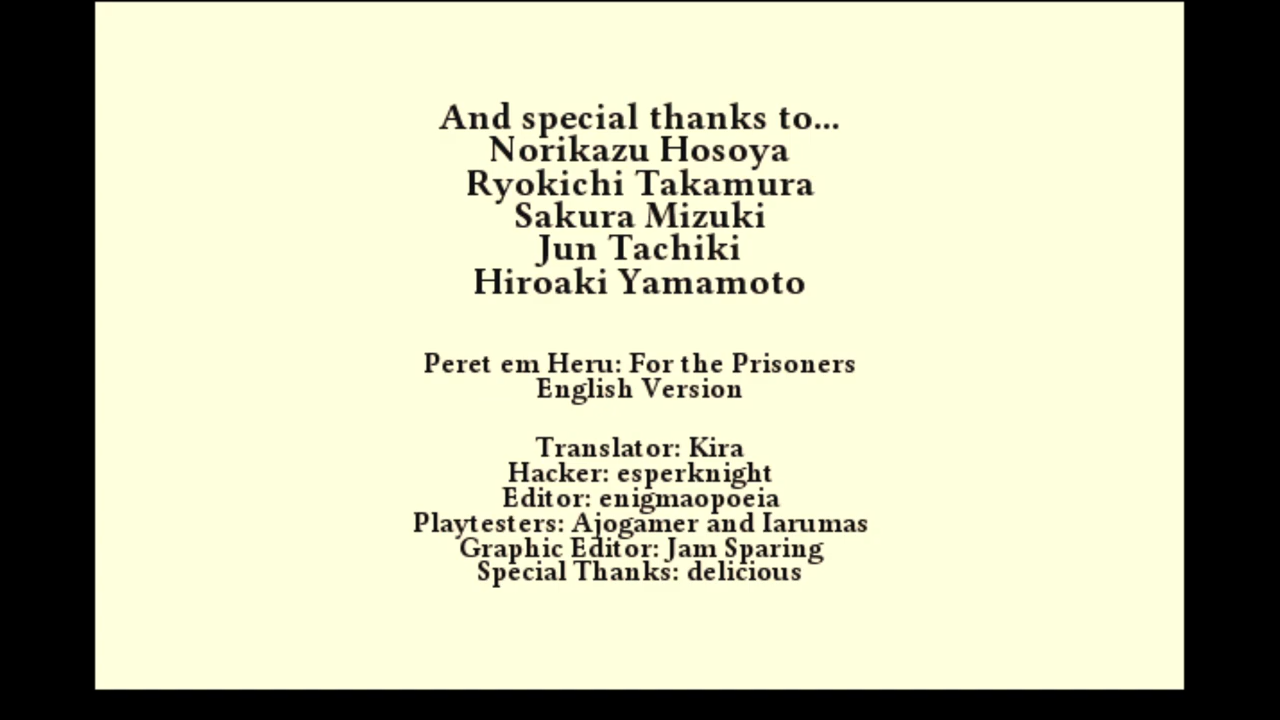 And special thanks to...
Norikazu Hosoya
Ryokichi Takamura
Sakura Mizuki
Jun Tachiki
Hiroaki Yamamoto
Peret em Heru: For the Prisoners
English Version
Translator: Kira
Hacker: esperknight
Editor: enigmaopoeia
Playtesters: Ajogamer and Iarumas
Graphic Editor: Jam Sparing
Special Thanks: delicious